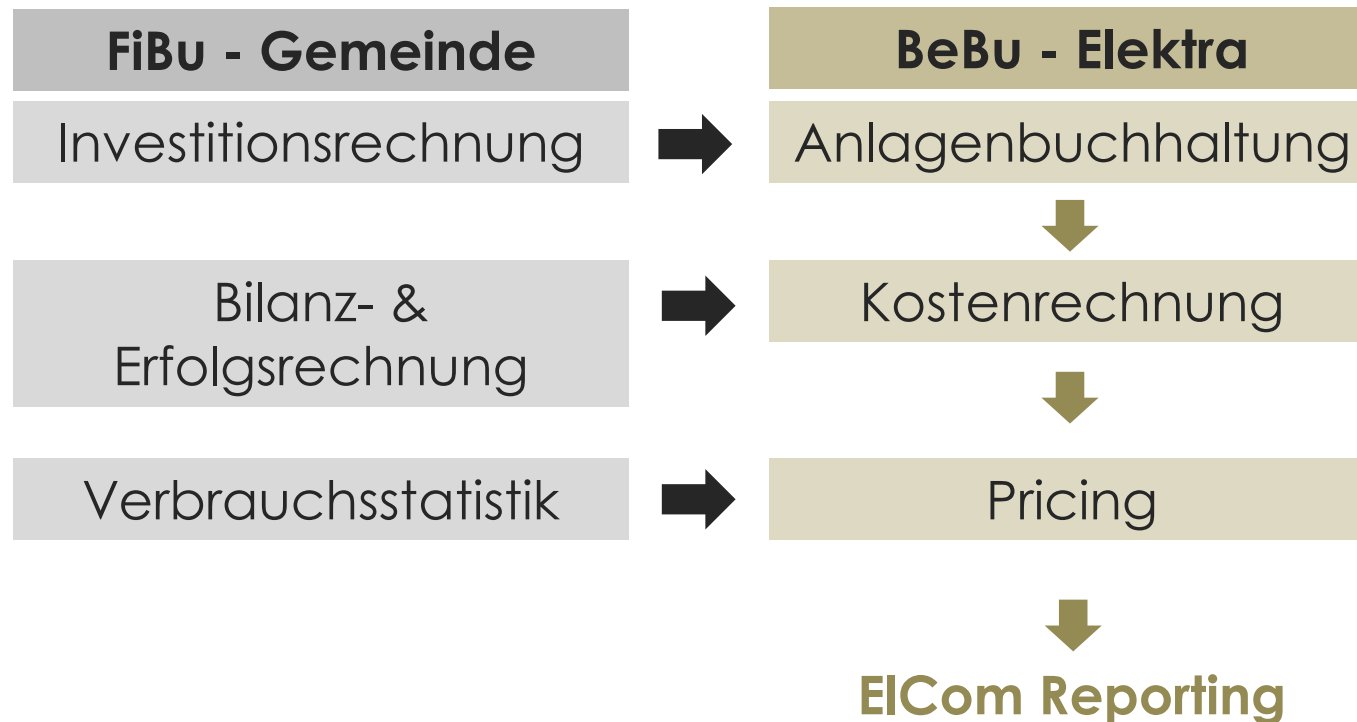 FiBu - Gemeinde
BeBu - Elektra
Investitionsrechnung
Anlagenbuchhaltung
Bilanz- &
Erfolgsrechnung
Kostenrechnung
Verbrauchsstatistik
Pricing
ElCom Reporting